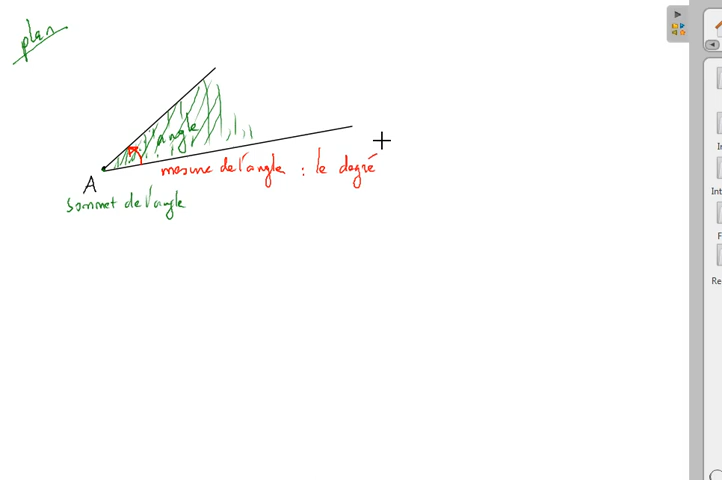 plan
angle
mesure de l'angle : le degré
A
Sommet de l'angle